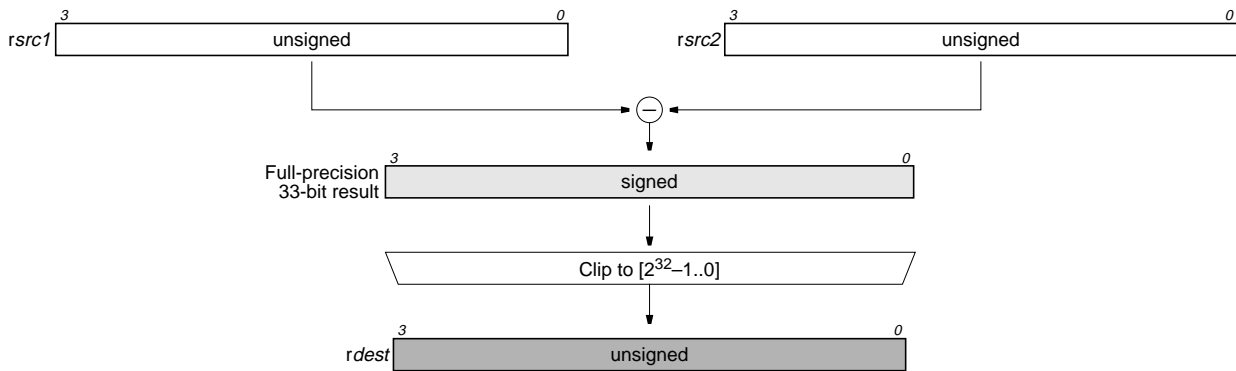 3 0 3 0
rsrc1 unsigned rsrc2 unsigned
−
3 0
Full-precision
33-bit result
signed
Clip to [2³²–1..0]
3 0
rdest unsigned